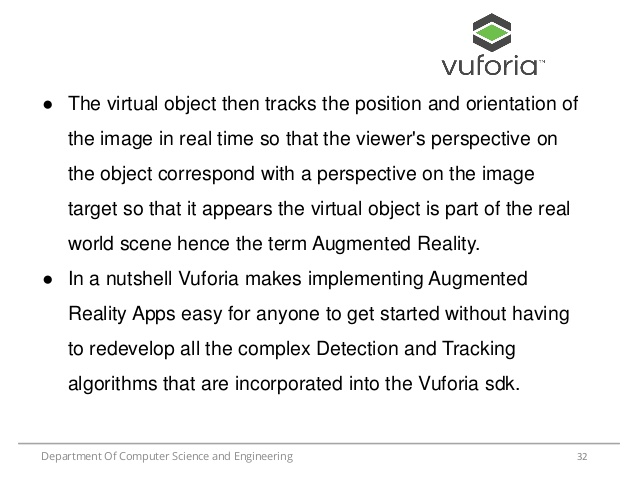 vuforia™
● The virtual object then tracks the position and orientation of
the image in real time so that the viewer's perspective on
the object correspond with a perspective on the image
target so that it appears the virtual object is part of the real
world scene hence the term Augmented Reality.
● In a nutshell Vuforia makes implementing Augmented
Reality Apps easy for anyone to get started without having
to redevelop all the complex Detection and Tracking
algorithms that are incorporated into the Vuforia sdk.
Department Of Computer Science and Engineering 32